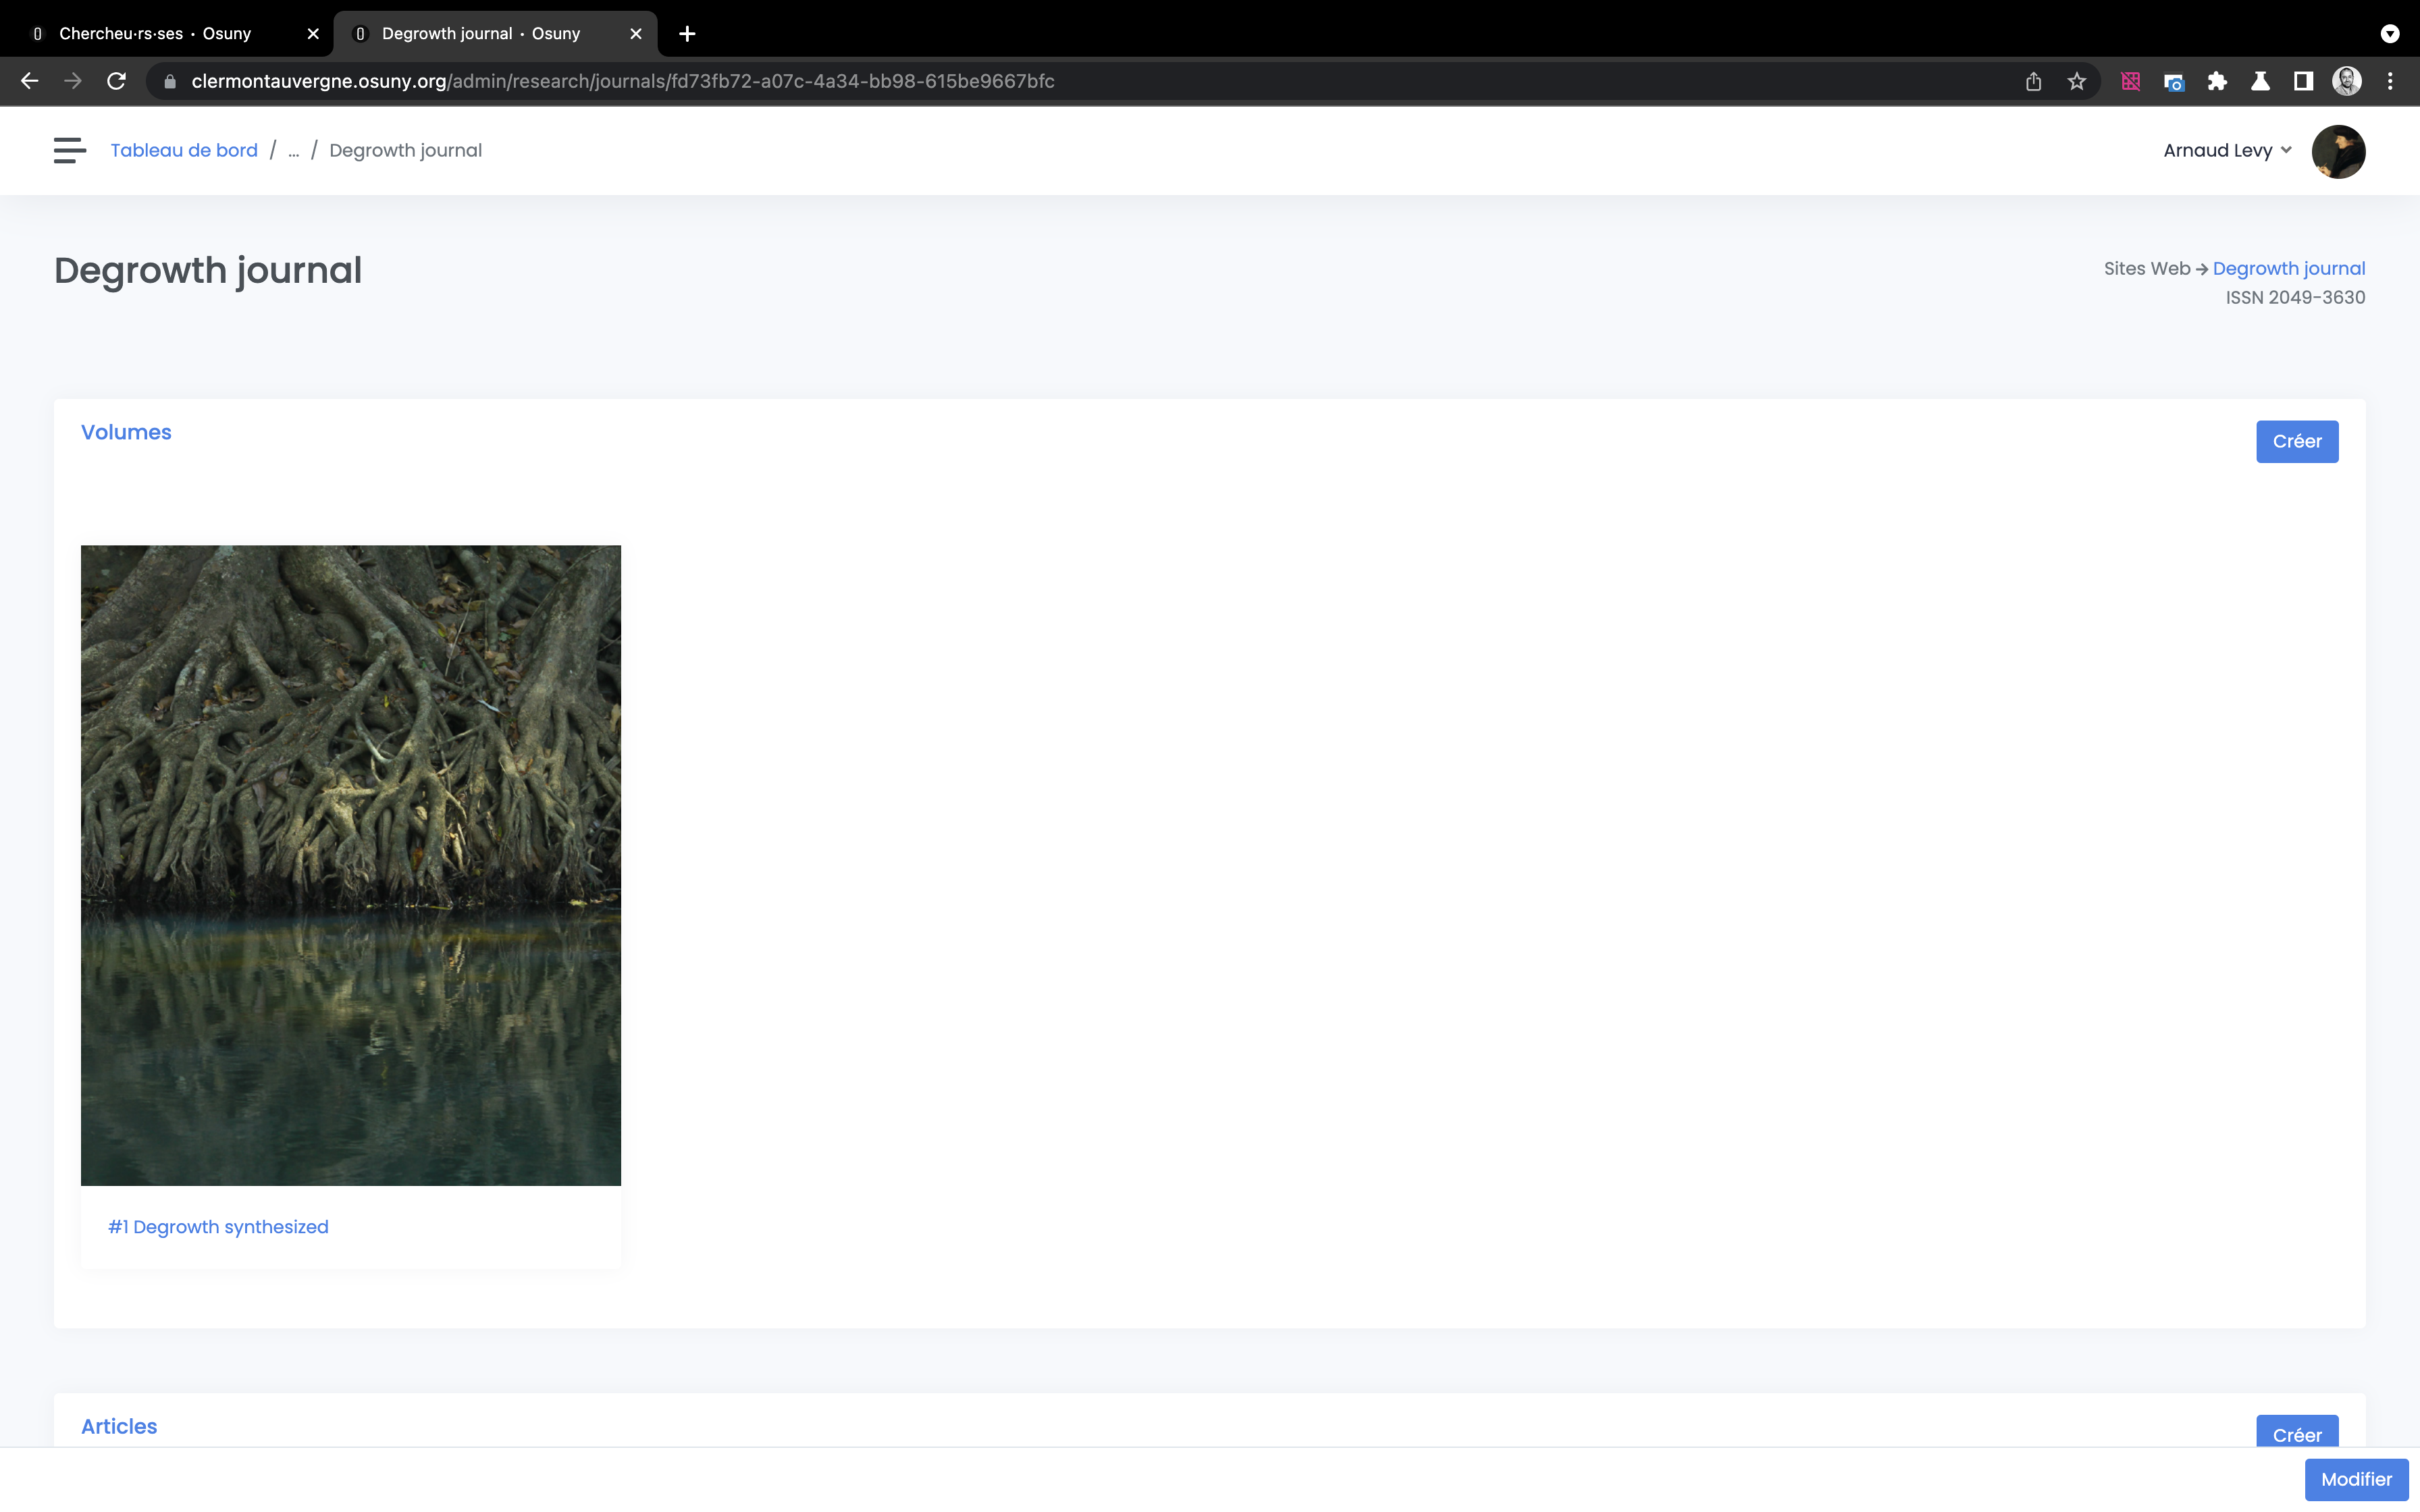 Chercheu·rs·ses • Osuny
Degrowth journal • Osuny
clermontauvergne.osuny.org/admin/research/journals/fd73fb72-a07c-4a34-bb98-615be9667bfc
Tableau de bord / ... / Degrowth journal
Arnaud Levy
Degrowth journal
Sites Web → Degrowth journal
ISSN 2049-3630
Volumes
Créer
#1 Degrowth synthesized
Articles
Créer
Modifier